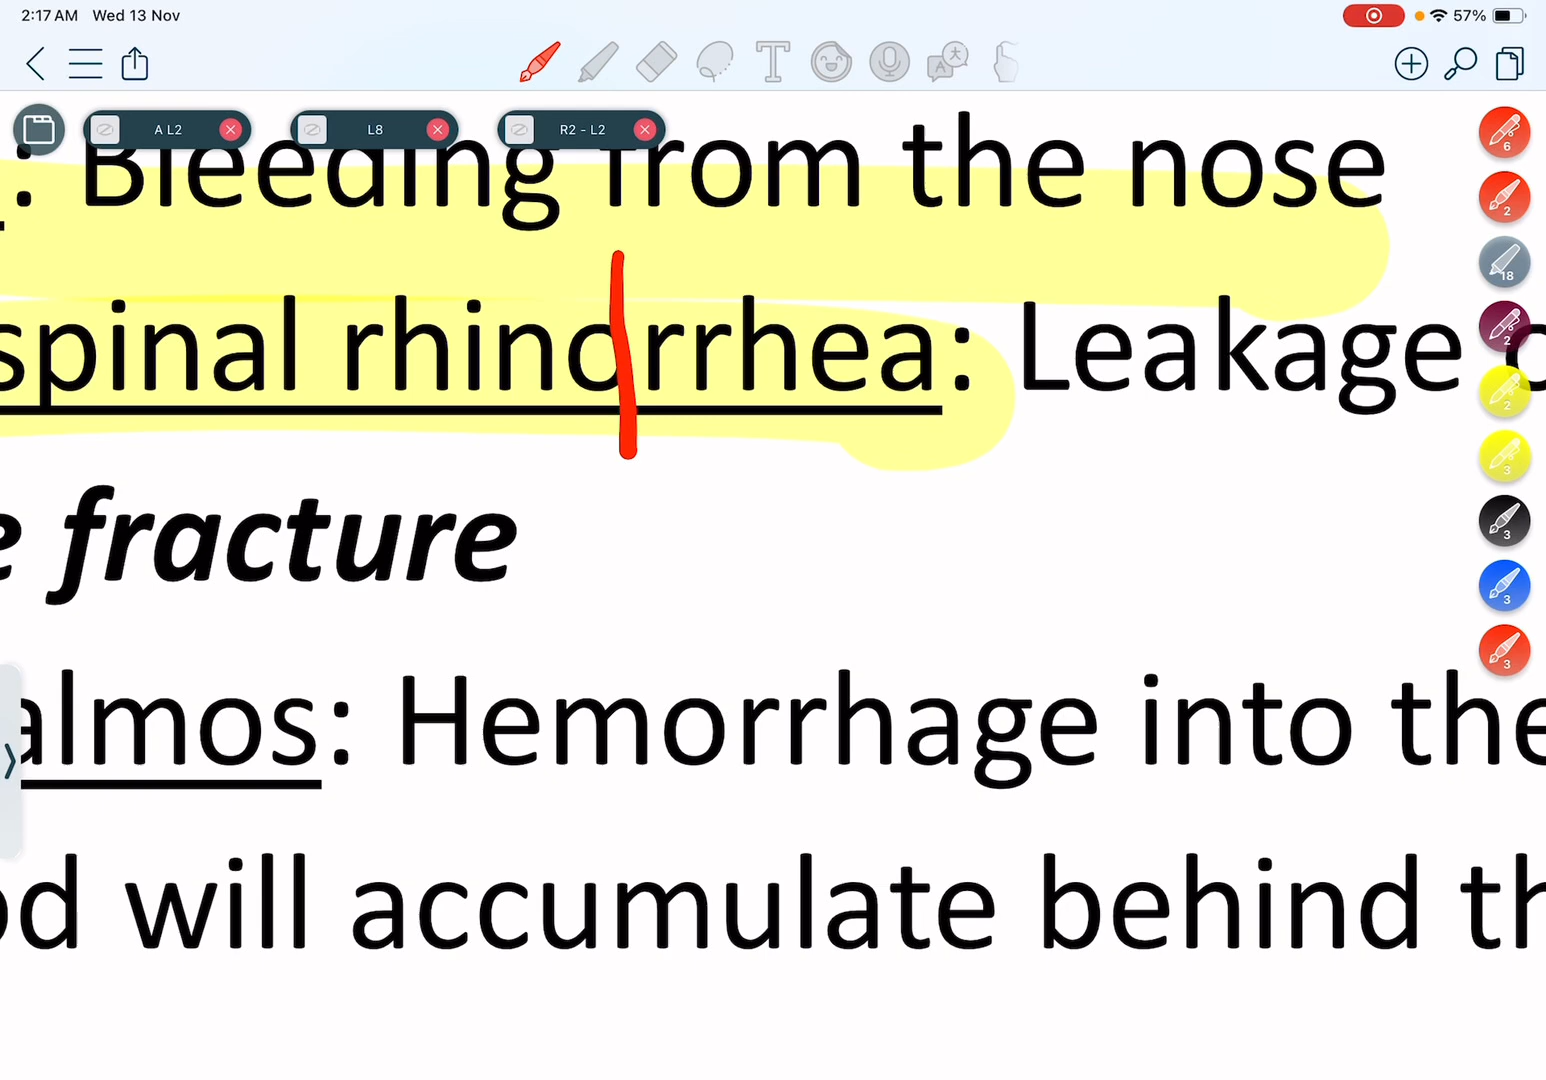 2:17 AM Wed 13 Nov 57%
A L2 L8 R2 - L2
: Bleeding from the nose
spinal rhinorrhea: Leakage
fracture
almos: Hemorrhage into the
od will accumulate behind th
6
2
18
2
2
3
3
3
3